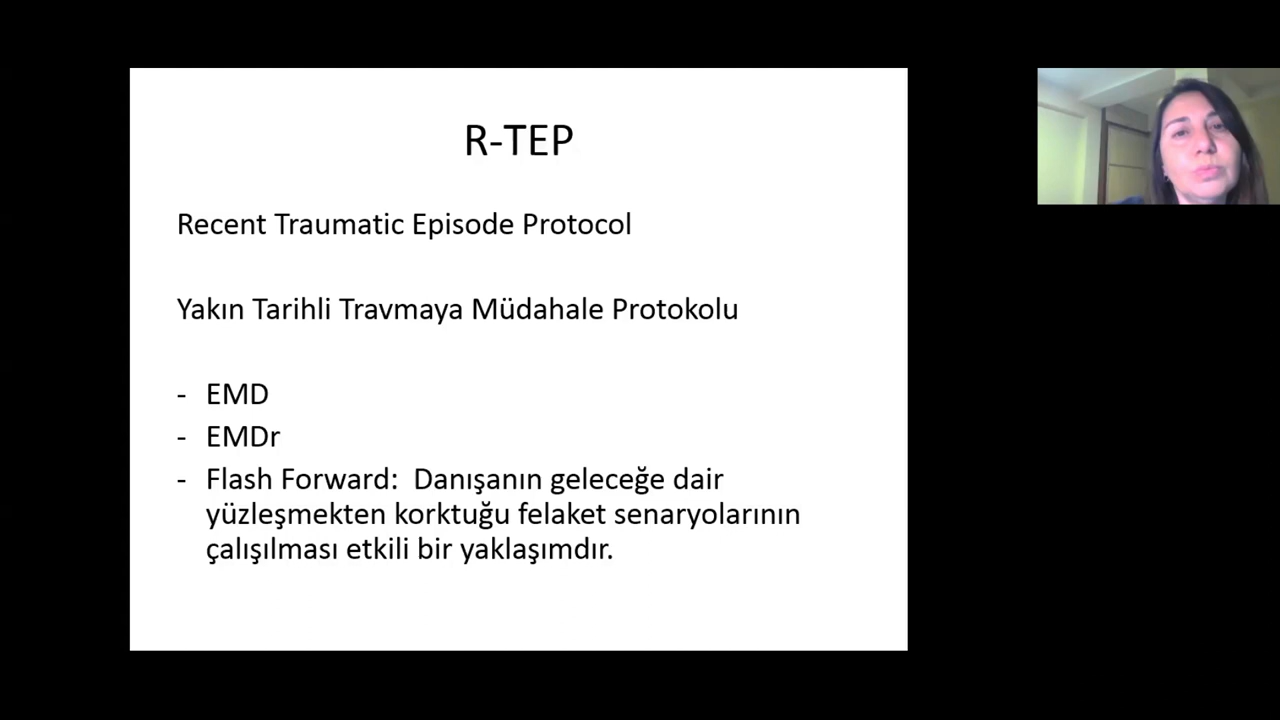 R-TEP
Recent Traumatic Episode Protocol
Yakın Tarihli Travmaya Müdahale Protokolu
- EMD
- EMDr
- Flash Forward: Danışanın geleceğe dair
yüzleşmekten korktuğu felaket senaryolarının
çalışılması etkili bir yaklaşımdır.